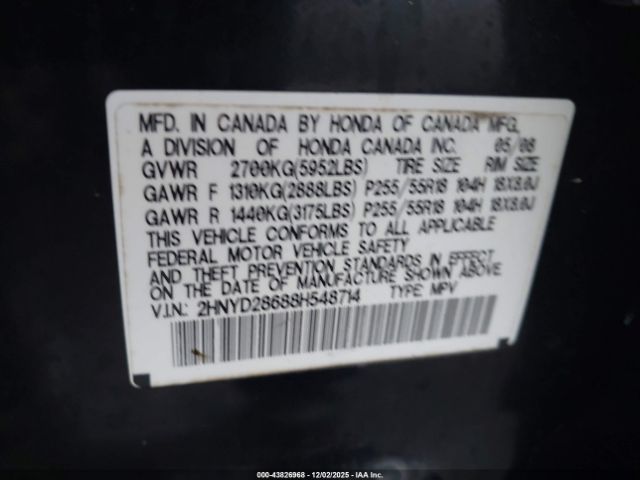 MFD. IN CANADA BY HONDA OF CANADA MFG.,
A DIVISION OF HONDA CANADA INC. 05/08
GVWR 2700KG(5952LBS) TIRE SIZE RIM SIZE
GAWR F 1310KG(2888LBS) P255/55R18 104H 18X8.0J
GAWR R 1440KG(3175LBS) P255/55R18 104H 18X8.0J
THIS VEHICLE CONFORMS TO ALL APPLICABLE
FEDERAL MOTOR VEHICLE SAFETY
AND THEFT PREVENTION STANDARDS IN EFFECT
ON THE DATE OF MANUFACTURE SHOWN ABOVE
V.I.N.: 2HNYD28688H548714 TYPE: MPV
000-43826968 - 12/02/2025 - IAAI.com